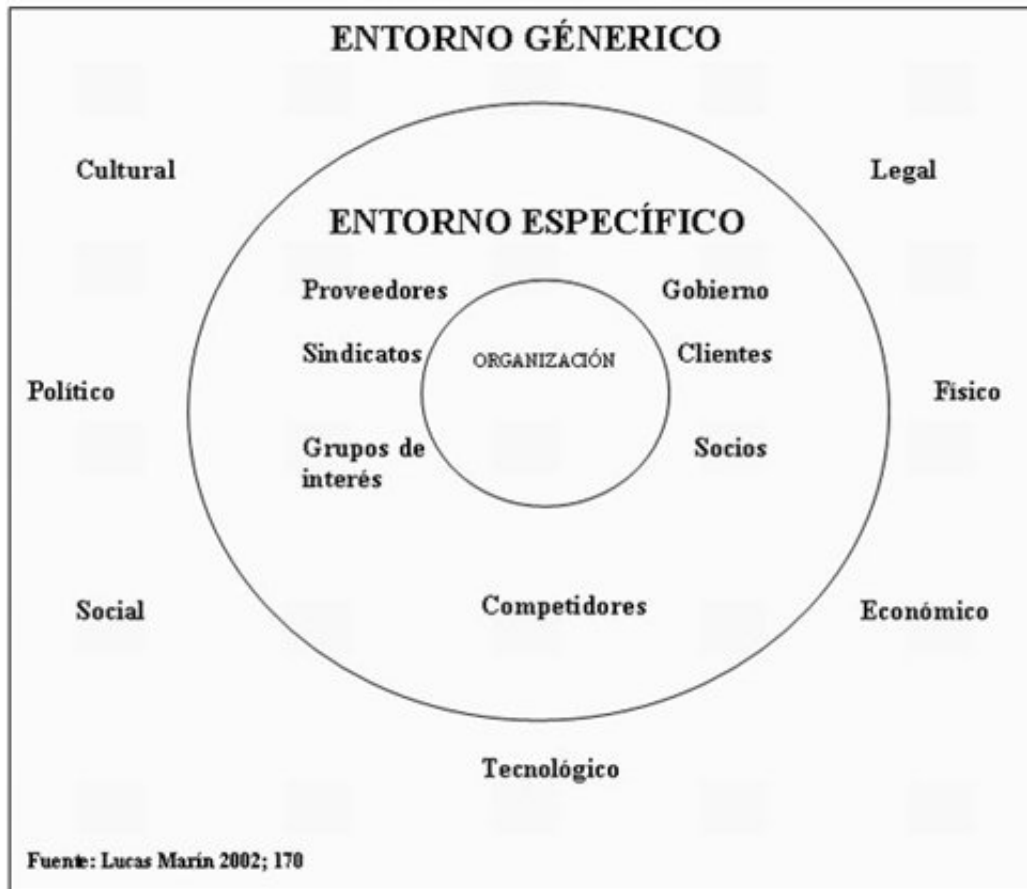 ENTORNO GÉNERICO
Cultural
Legal
ENTORNO ESPECÍFICO
Proveedores
Gobierno
Sindicatos
ORGANIZACIÓN
Clientes
Político
Físico
Grupos de
interés
Socios
Social
Competidores
Económico
Tecnológico
Fuente: Lucas Marín 2002; 170